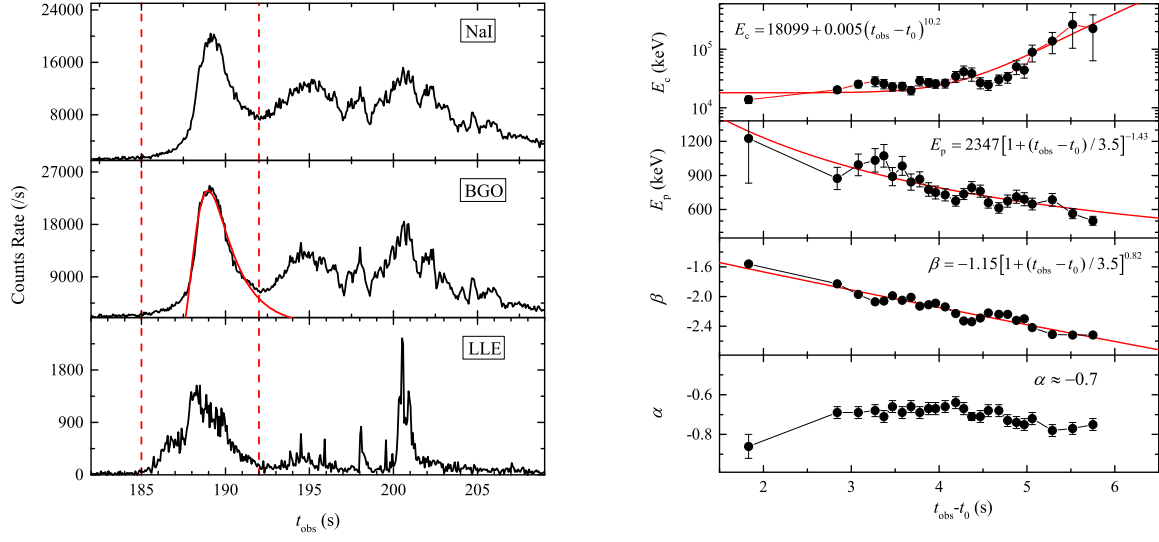 Counts Rate (/s)
24000
16000
8000
NaI
27000
18000
9000
BGO
1800
900
0
LLE
185 190 195 200 205
t_obs (s)
E_c (keV)
10^5
10^4
E_c = 18099 + 0.005(t_obs − t_0)^10.2
E_p (keV)
1200
900
600
E_p = 2347[1+(t_obs − t_0) / 3.5]^−1.43
β
-1.6
-2.0
-2.4
β = −1.15[1+(t_obs − t_0) / 3.5]^0.82
α
-0.6
-0.8
α ≈ −0.7
2 3 4 5 6
t_obs-t_0 (s)